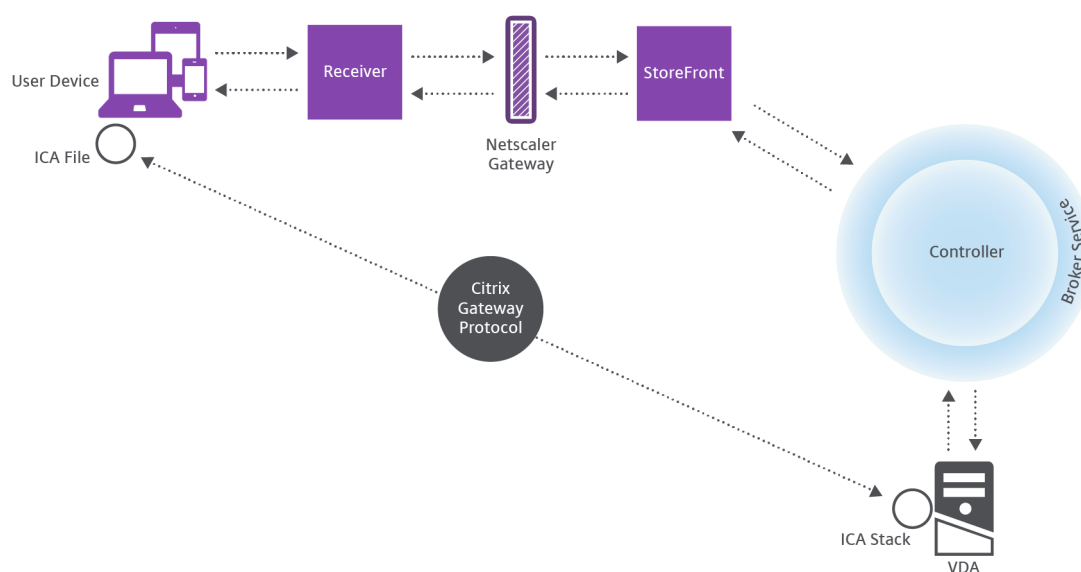 User Device
Receiver
StoreFront
Netscaler
Gateway
ICA File
Controller
Broker Service
Citrix
Gateway
Protocol
ICA Stack
VDA